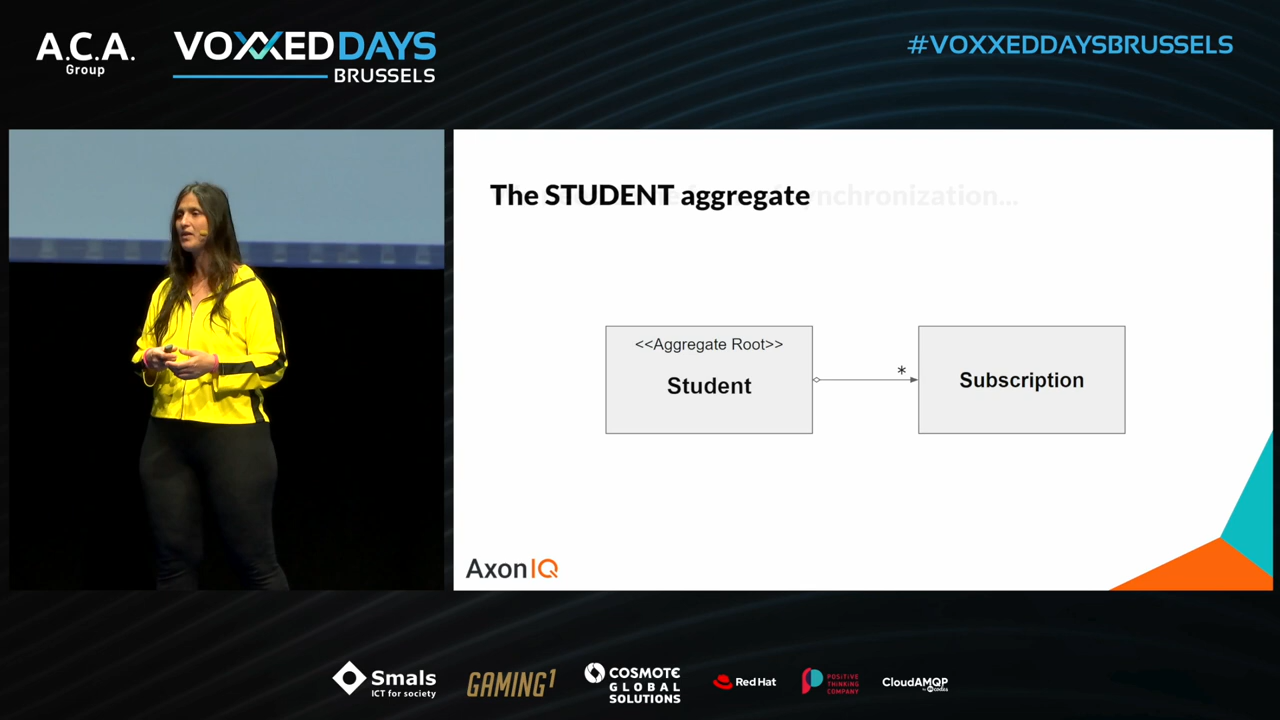 A.C.A.
Group
VOXXEDDAYS
BRUSSELS
#VOXXEDDAYSBRUSSELS
The STUDENT aggregate
ynchronization...
<<Aggregate Root>>
Student
*
Subscription
AxonIQ
Smals
ICT for society
GAMING1
COSMOTE
GLOBAL
SOLUTIONS
Red Hat
POSITIVE
THINKING
COMPANY
CloudAMQP